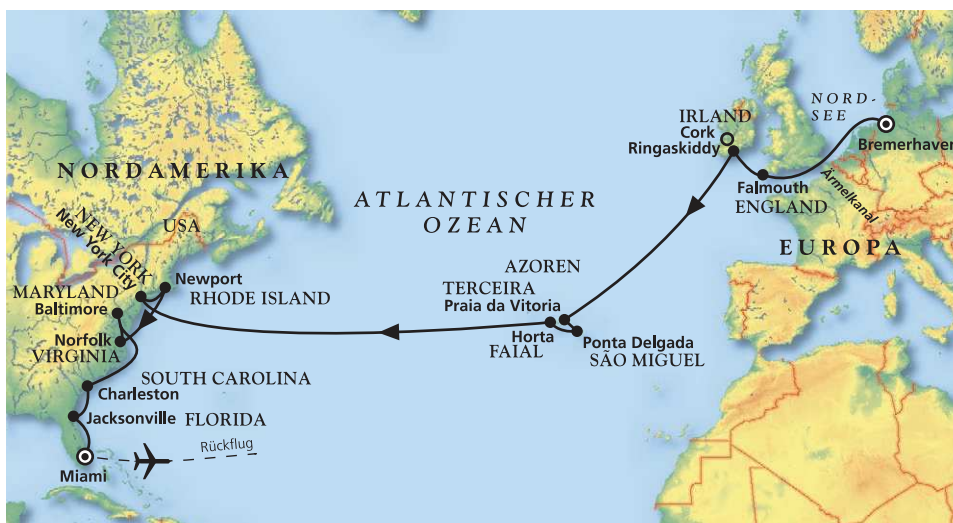 NORD-
SEE
IRLAND
Cork
Ringaskiddy
Bremerhaven
Falmouth
ENGLAND
Ärmelkanal
EUROPA
NORDAMERIKA
ATLANTISCHER
OZEAN
USA
NEW YORK
New York City
Newport
RHODE ISLAND
MARYLAND
Baltimore
Norfolk
VIRGINIA
AZOREN
TERCEIRA
Praia da Vitoria
Horta
FAIAL
Ponta Delgada
SÃO MIGUEL
SOUTH CAROLINA
Charleston
Jacksonville
FLORIDA
Rückflug
Miami